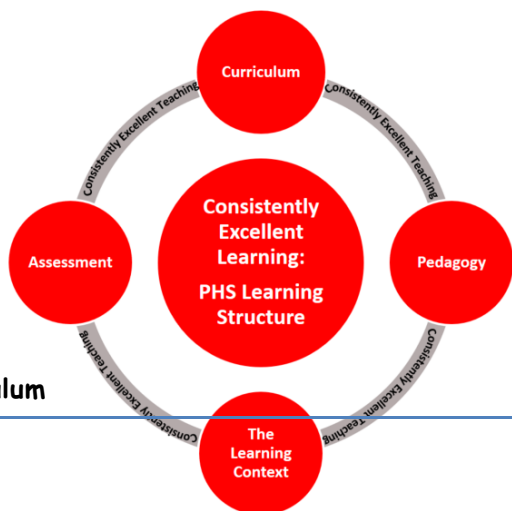 Curriculum
Consistently Excellent Teaching
Consistently Excellent Teaching
Consistently
Excellent
Learning:
PHS Learning
Structure
Assessment
Pedagogy
Consistently Excellent Teaching
Consistently Excellent Teaching
lum
The
Learning
Context